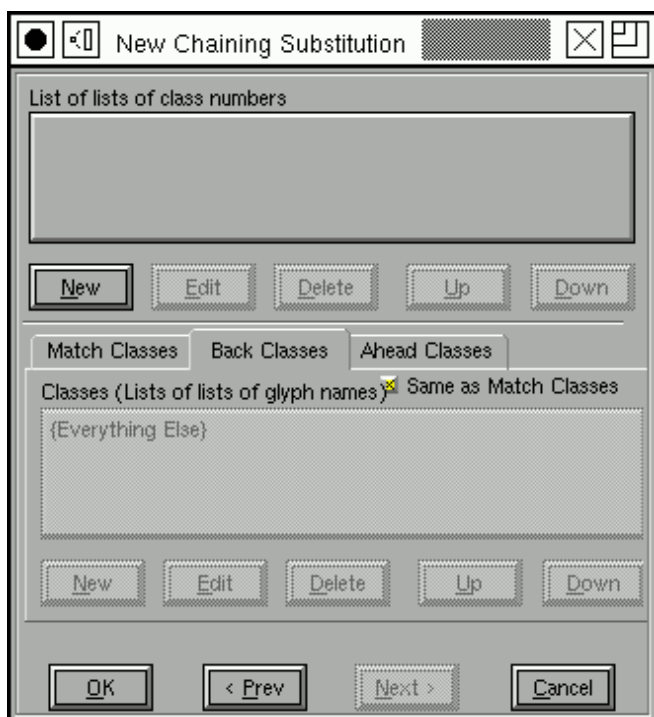 New Chaining Substitution
List of lists of class numbers
New Edit Delete Up Down
Match Classes Back Classes Ahead Classes
Classes (Lists of lists of glyph names) Same as Match Classes
{Everything Else}
New Edit Delete Up Down
OK < Prev Next > Cancel